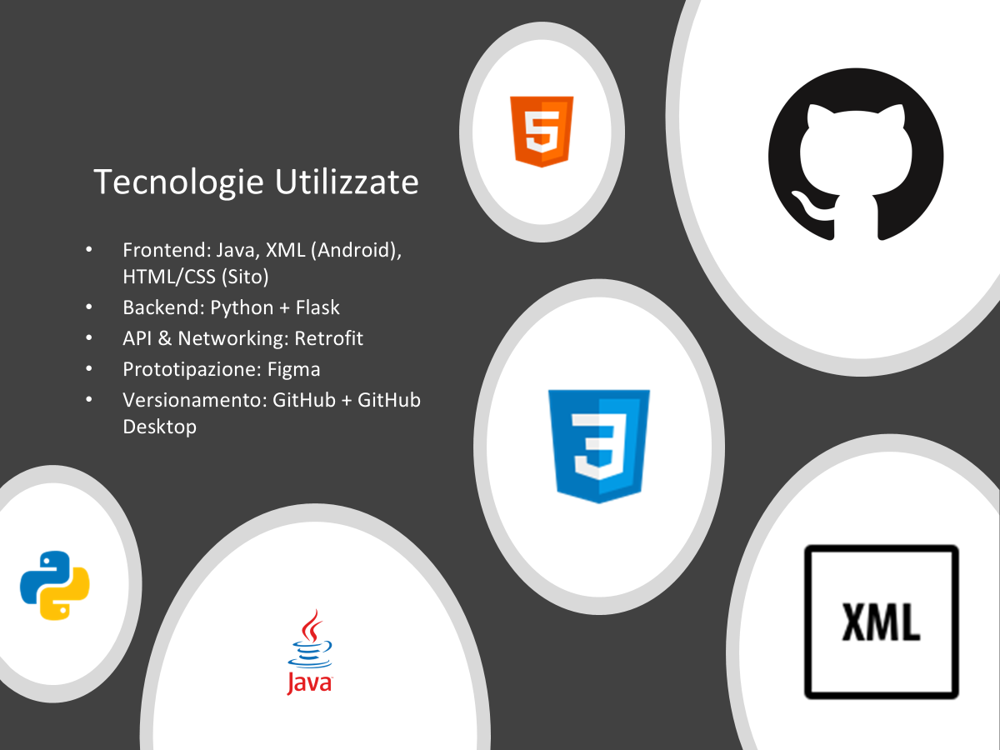 Tecnologie Utilizzate
• Frontend: Java, XML (Android),
HTML/CSS (Sito)
• Backend: Python + Flask
• API & Networking: Retrofit
• Prototipazione: Figma
• Versionamento: GitHub + GitHub
Desktop
5
3
XML
Java